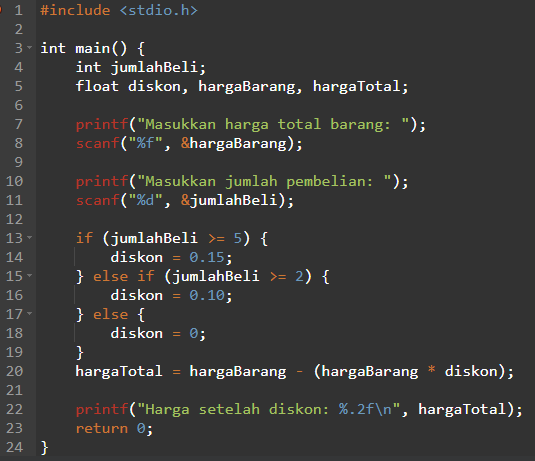 1 #include <stdio.h>
2
3 int main() {
4     int jumlahBeli;
5     float diskon, hargaBarang, hargaTotal;
6
7     printf("Masukkan harga total barang: ");
8     scanf("%f", &hargaBarang);
9
10     printf("Masukkan jumlah pembelian: ");
11     scanf("%d", &jumlahBeli);
12
13     if (jumlahBeli >= 5) {
14         diskon = 0.15;
15     } else if (jumlahBeli >= 2) {
16         diskon = 0.10;
17     } else {
18         diskon = 0;
19     }
20     hargaTotal = hargaBarang - (hargaBarang * diskon);
21
22     printf("Harga setelah diskon: %.2f\n", hargaTotal);
23     return 0;
24 }